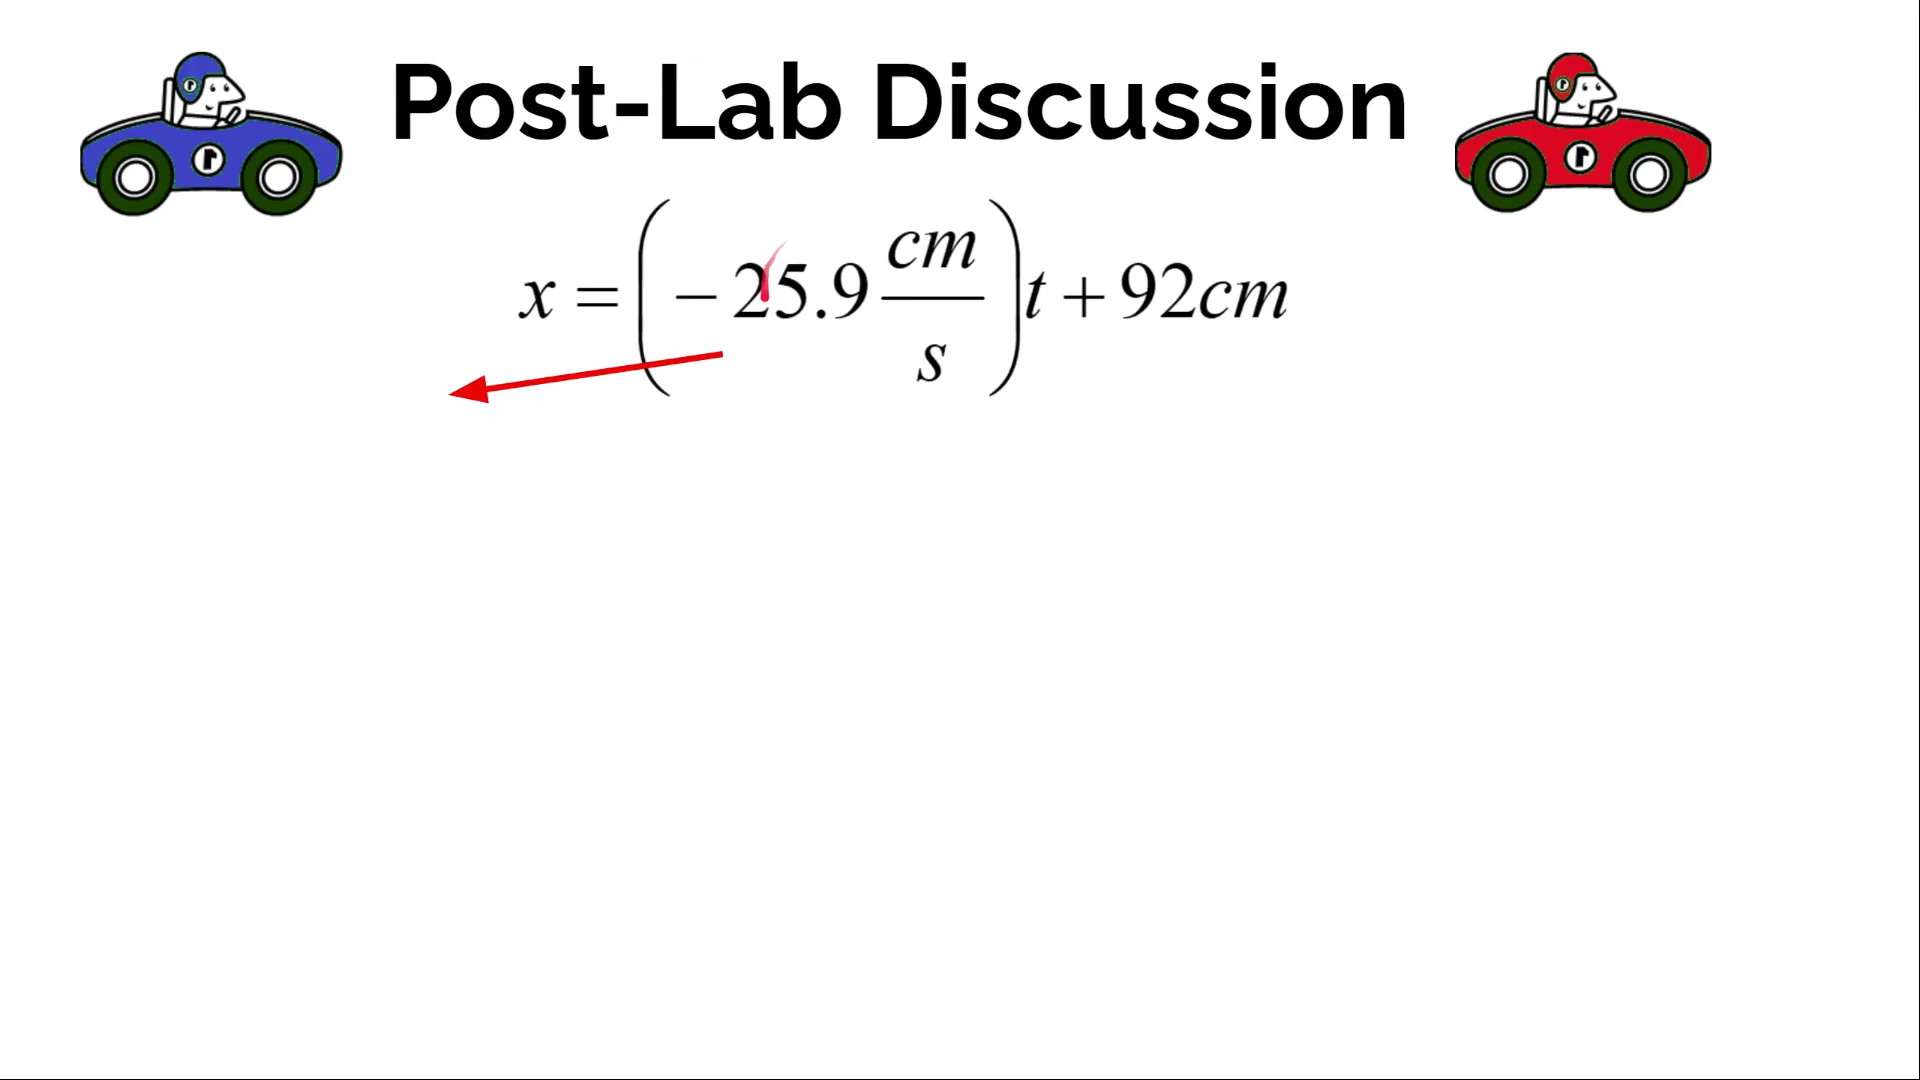 Post-Lab Discussion
x = (−25.9 cm/s)t + 92cm